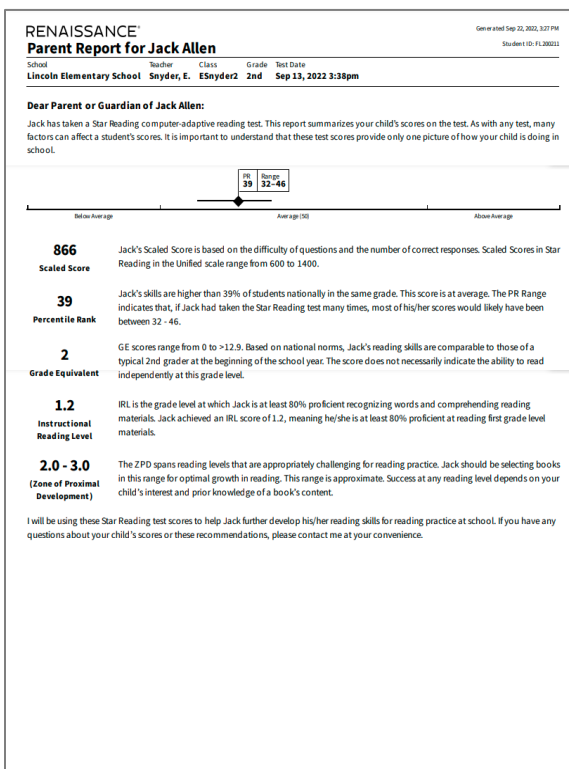 RENAISSANCE®
Generated Sep 22, 2022, 3:27 PM
Parent Report for Jack Allen
Student ID: FL200211
School Teacher Class Grade Test Date
Lincoln Elementary School Snyder, E. ESnyder2 2nd Sep 13, 2022 3:38pm
Dear Parent or Guardian of Jack Allen:
Jack has taken a Star Reading computer-adaptive reading test. This report summarizes your child's scores on the test. As with any test, many
factors can affect a student's scores. It is important to understand that these test scores provide only one picture of how your child is doing in
school.
PR Range
39 32-46
Below Average Average (50) Above Average
866
Scaled Score
Jack's Scaled Score is based on the difficulty of questions and the number of correct responses. Scaled Scores in Star
Reading in the Unified scale range from 600 to 1400.
39
Percentile Rank
Jack's skills are higher than 39% of students nationally in the same grade. This score is at average. The PR Range
indicates that, if Jack had taken the Star Reading test many times, most of his/her scores would likely have been
between 32 - 46.
2
Grade Equivalent
GE scores range from 0 to >12.9. Based on national norms, Jack's reading skills are comparable to those of a
typical 2nd grader at the beginning of the school year. The score does not necessarily indicate the ability to read
independently at this grade level.
1.2
Instructional
Reading Level
IRL is the grade level at which Jack is at least 80% proficient recognizing words and comprehending reading
materials. Jack achieved an IRL score of 1.2, meaning he/she is at least 80% proficient at reading first grade level
materials.
2.0 - 3.0
(Zone of Proximal
Development)
The ZPD spans reading levels that are appropriately challenging for reading practice. Jack should be selecting books
in this range for optimal growth in reading. This range is approximate. Success at any reading level depends on your
child's interest and prior knowledge of a book's content.
I will be using these Star Reading test scores to help Jack further develop his/her reading skills for reading practice at school. If you have any
questions about your child's scores or these recommendations, please contact me at your convenience.